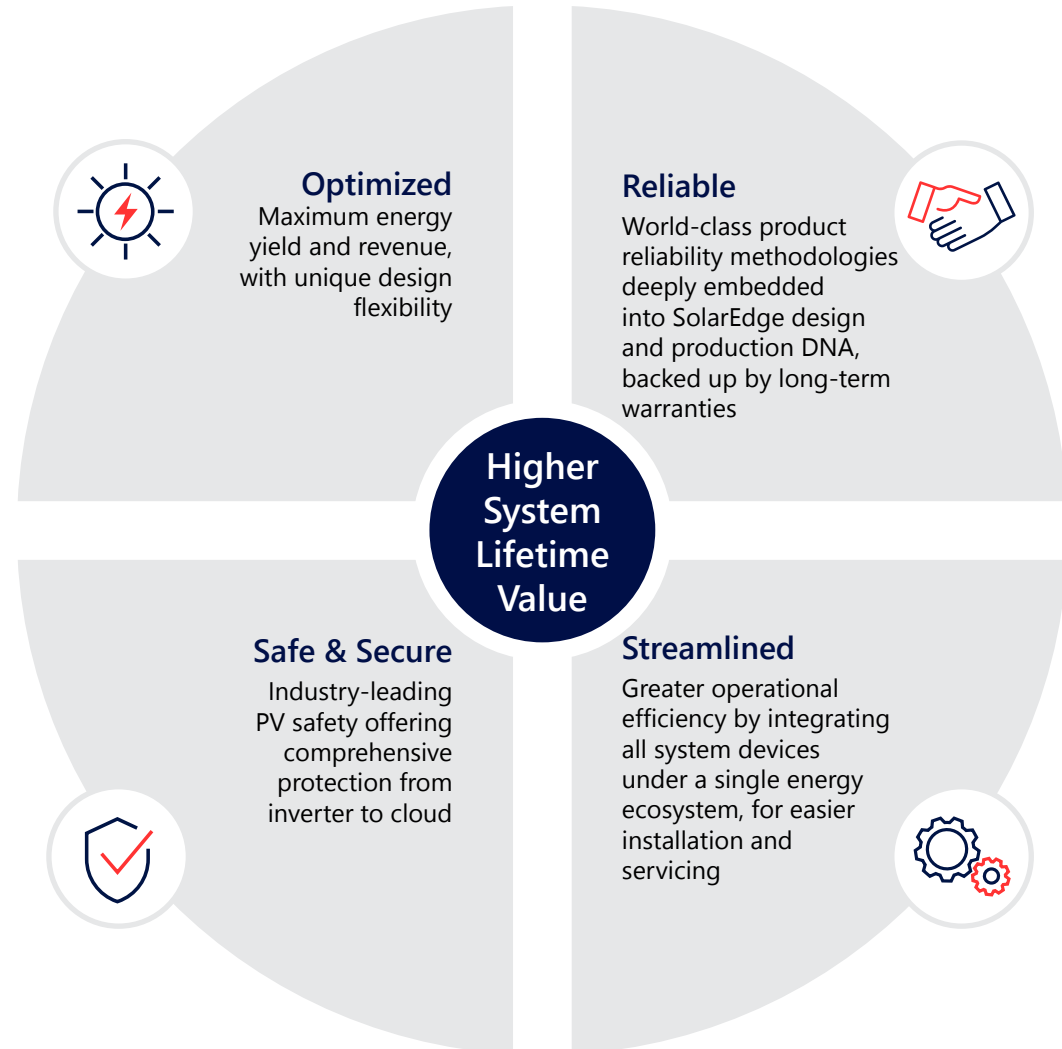 Optimized
Maximum energy
yield and revenue,
with unique design
flexibility
Reliable
World-class product
reliability methodologies
deeply embedded
into SolarEdge design
and production DNA,
backed up by long-term
warranties
Higher
System
Lifetime
Value
Safe & Secure
Industry-leading
PV safety offering
comprehensive
protection from
inverter to cloud
Streamlined
Greater operational
efficiency by integrating
all system devices
under a single energy
ecosystem, for easier
installation and
servicing